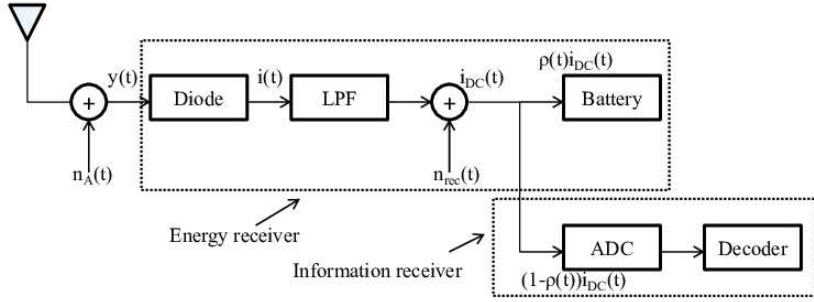 y(t)
Diode
i(t)
LPF
i_DC(t)
ρ(t)i_DC(t)
Battery
+
+
n_A(t)
n_rec(t)
Energy receiver
Information receiver
ADC
Decoder
(1-ρ(t))i_DC(t)